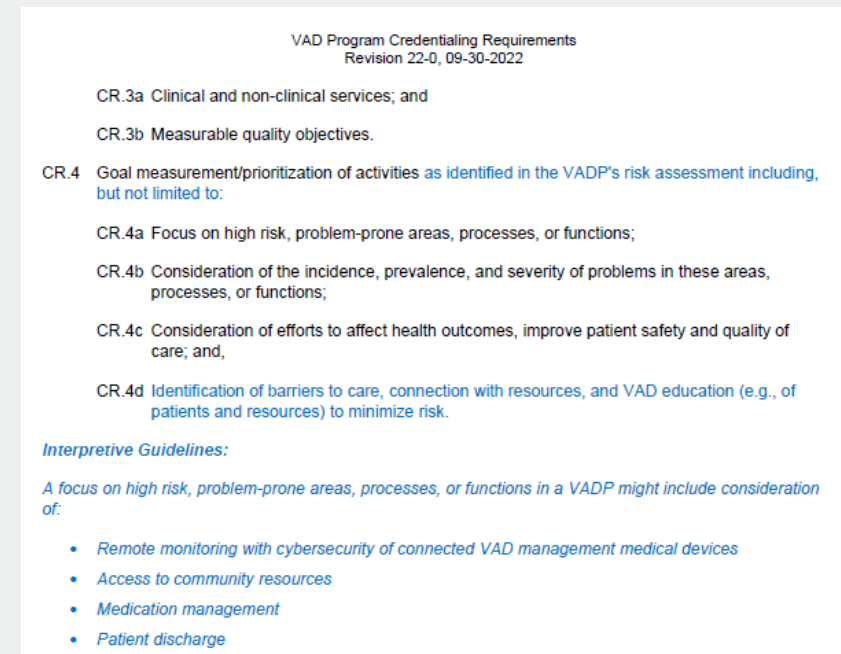 VAD Program Credentialing Requirements
Revision 22-0, 09-30-2022
CR.3a Clinical and non-clinical services; and
CR.3b Measurable quality objectives.
CR.4 Goal measurement/prioritization of activities as identified in the VADP's risk assessment including,
but not limited to:
CR.4a Focus on high risk, problem-prone areas, processes, or functions;
CR.4b Consideration of the incidence, prevalence, and severity of problems in these areas,
processes, or functions;
CR.4c Consideration of efforts to affect health outcomes, improve patient safety and quality of
care; and,
CR.4d Identification of barriers to care, connection with resources, and VAD education (e.g., of
patients and resources) to minimize risk.
Interpretive Guidelines:
A focus on high risk, problem-prone areas, processes, or functions in a VADP might include consideration
of:
• Remote monitoring with cybersecurity of connected VAD management medical devices
• Access to community resources
• Medication management
• Patient discharge